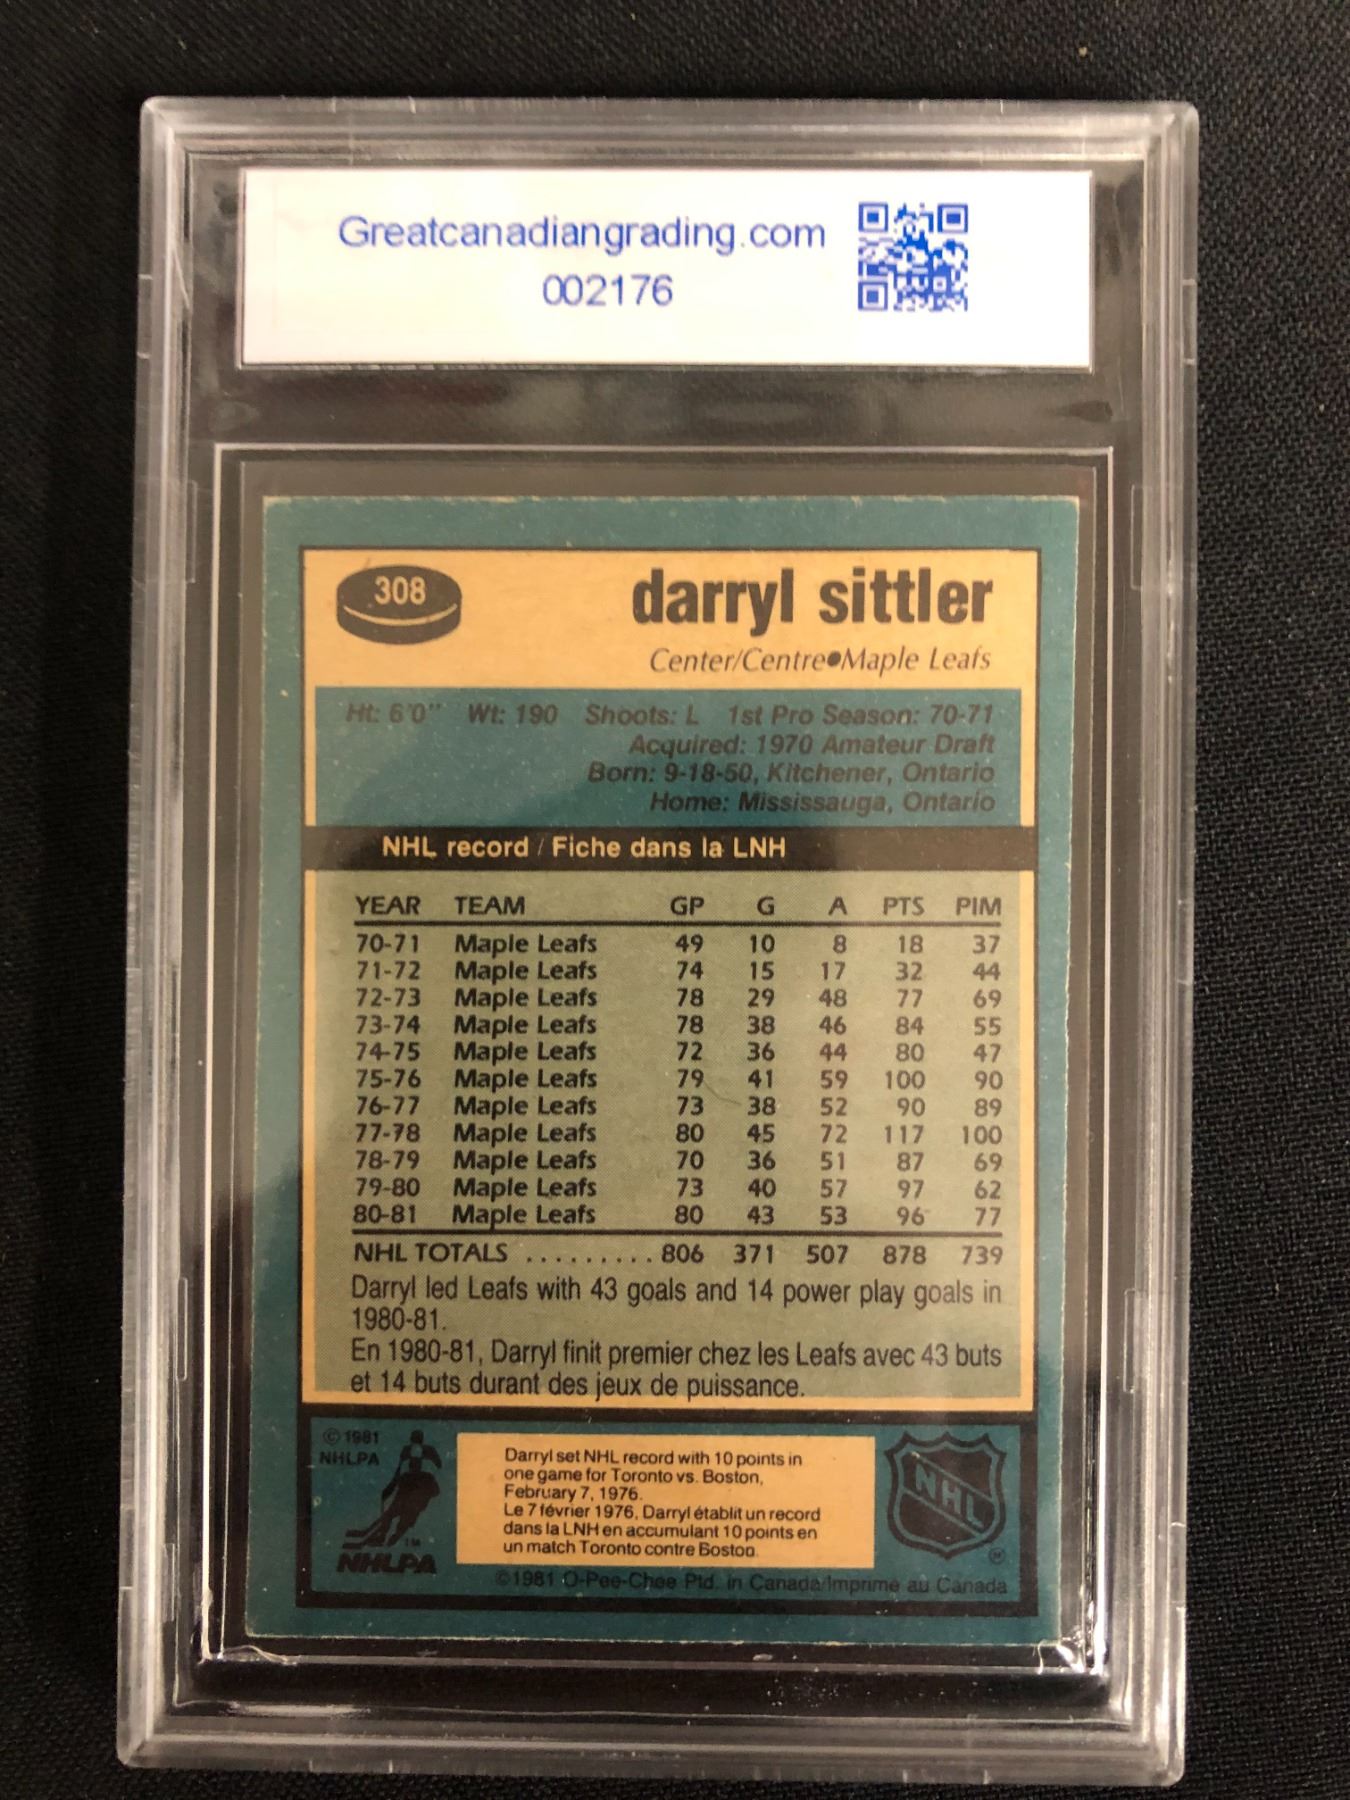 Greatcanadiangrading.com
002176
308
darryl sittler
Center/Centre●Maple Leafs
Ht: 6'0" Wt: 190 Shoots: L 1st Pro Season: 70-71
Acquired: 1970 Amateur Draft
Born: 9-18-50, Kitchener, Ontario
Home: Mississauga, Ontario
NHL record / Fiche dans la LNH
YEAR TEAM GP G A PTS PIM
70-71 Maple Leafs 49 10 8 18 37
71-72 Maple Leafs 74 15 17 32 44
72-73 Maple Leafs 78 29 48 77 69
73-74 Maple Leafs 78 38 46 84 55
74-75 Maple Leafs 72 36 44 80 47
75-76 Maple Leafs 79 41 59 100 90
76-77 Maple Leafs 73 38 52 90 89
77-78 Maple Leafs 80 45 72 117 100
78-79 Maple Leafs 70 36 51 87 69
79-80 Maple Leafs 73 40 57 97 62
80-81 Maple Leafs 80 43 53 96 77
NHL TOTALS .......... 806 371 507 878 739
Darryl led Leafs with 43 goals and 14 power play goals in
1980-81.
En 1980-81, Darryl finit premier chez les Leafs avec 43 buts
et 14 buts durant des jeux de puissance.
© 1981
NHLPA
TM
NHLPA
Darryl set NHL record with 10 points in
one game for Toronto vs. Boston,
February 7, 1976.
Le 7 février 1976, Darryl établit un record
dans la LNH en accumulant 10 points en
un match Toronto contre Boston.
NHL
©1981 O-Pee-Chee Ptd. in Canada/Imprimé au Canada